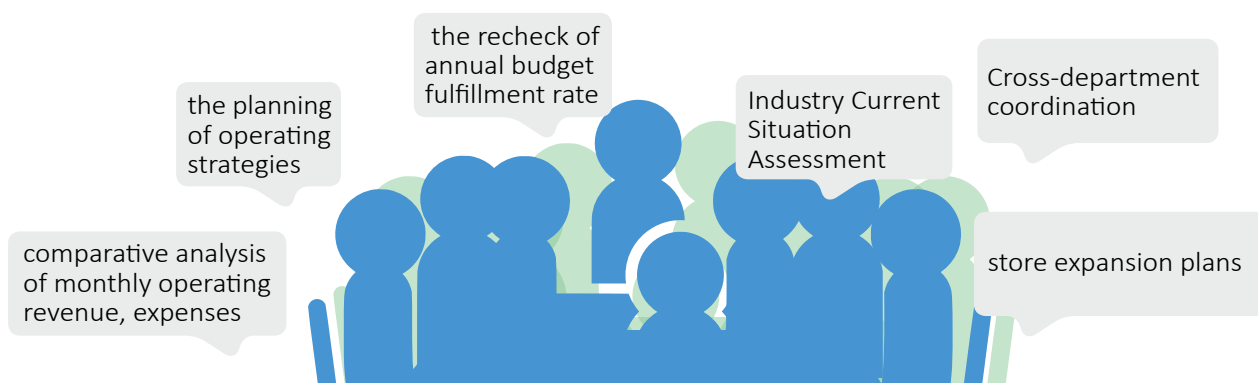 the recheck of
annual budget
fulfillment rate
Cross-department
coordination
the planning
of operating
strategies
Industry Current
Situation
Assessment
comparative analysis
of monthly operating
revenue, expenses
store expansion plans